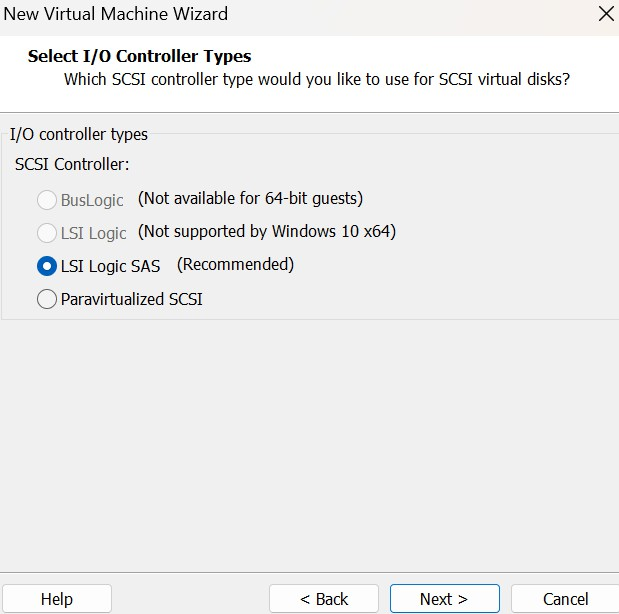 New Virtual Machine Wizard
Select I/O Controller Types
Which SCSI controller type would you like to use for SCSI virtual disks?
I/O controller types
SCSI Controller:
BusLogic (Not available for 64-bit guests)
LSI Logic (Not supported by Windows 10 x64)
LSI Logic SAS (Recommended)
Paravirtualized SCSI
Help < Back Next > Cancel